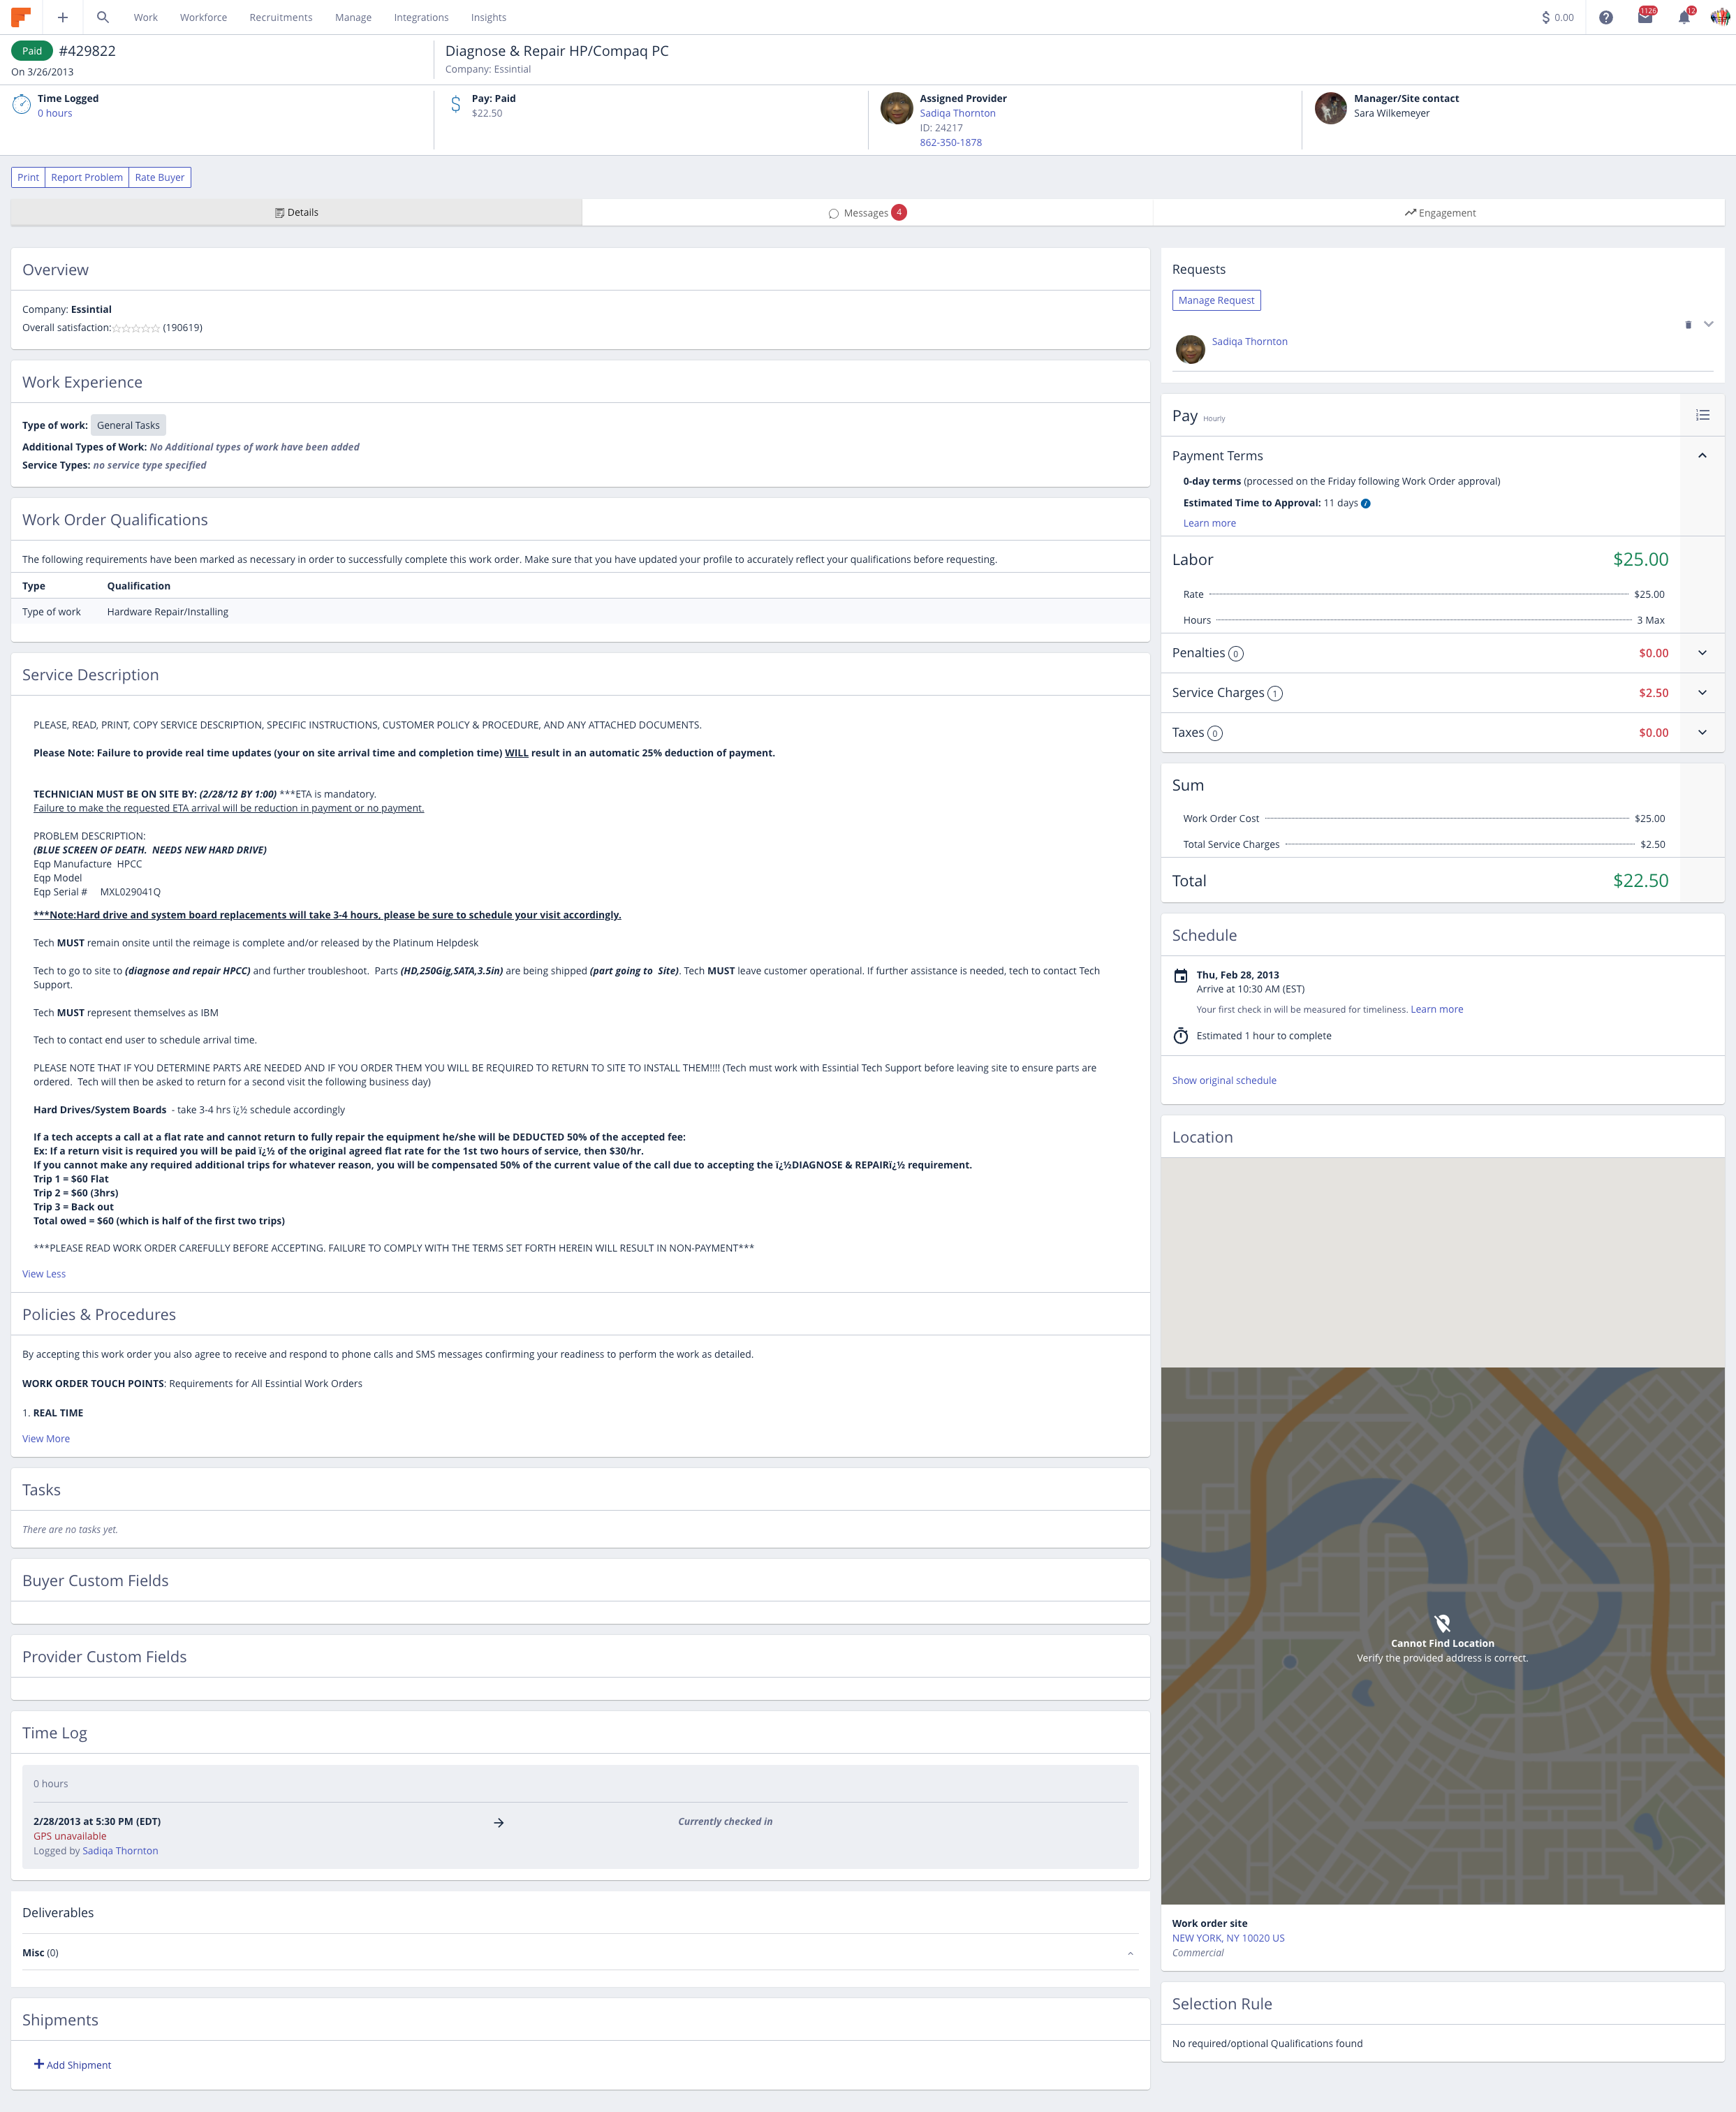 Work Workforce Recruitments Manage Integrations Insights
$ 0.00 1126 12
Paid #429822
On 3/26/2013
Diagnose & Repair HP/Compaq PC
Company: Essintial
Time Logged
0 hours
Pay: Paid
$22.50
Assigned Provider
Sadiqa Thornton
ID: 24217
862-350-1878
Manager/Site contact
Sara Wilkemeyer
Print Report Problem Rate Buyer
Details Messages 4 Engagement
Overview
Company: Essintial
Overall satisfaction:☆☆☆☆☆ (190619)
Work Experience
Type of work: General Tasks
Additional Types of Work: No Additional types of work have been added
Service Types: no service type specified
Work Order Qualifications
The following requirements have been marked as necessary in order to successfully complete this work order. Make sure that you have updated your profile to accurately reflect your qualifications before requesting.
Type Qualification
Type of work Hardware Repair/Installing
Service Description
PLEASE, READ, PRINT, COPY SERVICE DESCRIPTION, SPECIFIC INSTRUCTIONS, CUSTOMER POLICY & PROCEDURE, AND ANY ATTACHED DOCUMENTS.
Please Note: Failure to provide real time updates (your on site arrival time and completion time) WILL result in an automatic 25% deduction of payment.
TECHNICIAN MUST BE ON SITE BY: (2/28/12 BY 1:00) ***ETA is mandatory.
Failure to make the requested ETA arrival will be reduction in payment or no payment.
PROBLEM DESCRIPTION:
(BLUE SCREEN OF DEATH. NEEDS NEW HARD DRIVE)
Eqp Manufacture HPCC
Eqp Model
Eqp Serial # MXL029041Q
***Note:Hard drive and system board replacements will take 3-4 hours, please be sure to schedule your visit accordingly.
Tech MUST remain onsite until the reimage is complete and/or released by the Platinum Helpdesk
Tech to go to site to (diagnose and repair HPCC) and further troubleshoot. Parts (HD,250Gig,SATA,3.5in) are being shipped (part going to Site). Tech MUST leave customer operational. If further assistance is needed, tech to contact Tech
Support.
Tech MUST represent themselves as IBM
Tech to contact end user to schedule arrival time.
PLEASE NOTE THAT IF YOU DETERMINE PARTS ARE NEEDED AND IF YOU ORDER THEM YOU WILL BE REQUIRED TO RETURN TO SITE TO INSTALL THEM!!!! (Tech must work with Essintial Tech Support before leaving site to ensure parts are
ordered. Tech will then be asked to return for a second visit the following business day)
Hard Drives/System Boards - take 3-4 hrs ï¿½ schedule accordingly
If a tech accepts a call at a flat rate and cannot return to fully repair the equipment he/she will be DEDUCTED 50% of the accepted fee:
Ex: If a return visit is required you will be paid ï¿½ of the original agreed flat rate for the 1st two hours of service, then $30/hr.
If you cannot make any required additional trips for whatever reason, you will be compensated 50% of the current value of the call due to accepting the ï¿½DIAGNOSE & REPAIRï¿½ requirement.
Trip 1 = $60 Flat
Trip 2 = $60 (3hrs)
Trip 3 = Back out
Total owed = $60 (which is half of the first two trips)
***PLEASE READ WORK ORDER CAREFULLY BEFORE ACCEPTING. FAILURE TO COMPLY WITH THE TERMS SET FORTH HEREIN WILL RESULT IN NON-PAYMENT***
View Less
Policies & Procedures
By accepting this work order you also agree to receive and respond to phone calls and SMS messages confirming your readiness to perform the work as detailed.
WORK ORDER TOUCH POINTS: Requirements for All Essintial Work Orders
1. REAL TIME
View More
Tasks
There are no tasks yet.
Buyer Custom Fields
Provider Custom Fields
Time Log
0 hours
2/28/2013 at 5:30 PM (EDT) Currently checked in
GPS unavailable
Logged by Sadiqa Thornton
Deliverables
Misc (0)
Shipments
Add Shipment
Requests
Manage Request
Sadiqa Thornton
Pay Hourly
Payment Terms
0-day terms (processed on the Friday following Work Order approval)
Estimated Time to Approval: 11 days
Learn more
Labor $25.00
Rate $25.00
Hours 3 Max
Penalties 0 $0.00
Service Charges 1 $2.50
Taxes 0 $0.00
Sum
Work Order Cost $25.00
Total Service Charges $2.50
Total $22.50
Schedule
Thu, Feb 28, 2013
Arrive at 10:30 AM (EST)
Your first check in will be measured for timeliness. Learn more
Estimated 1 hour to complete
Show original schedule
Location
Cannot Find Location
Verify the provided address is correct.
Work order site
NEW YORK, NY 10020 US
Commercial
Selection Rule
No required/optional Qualifications found